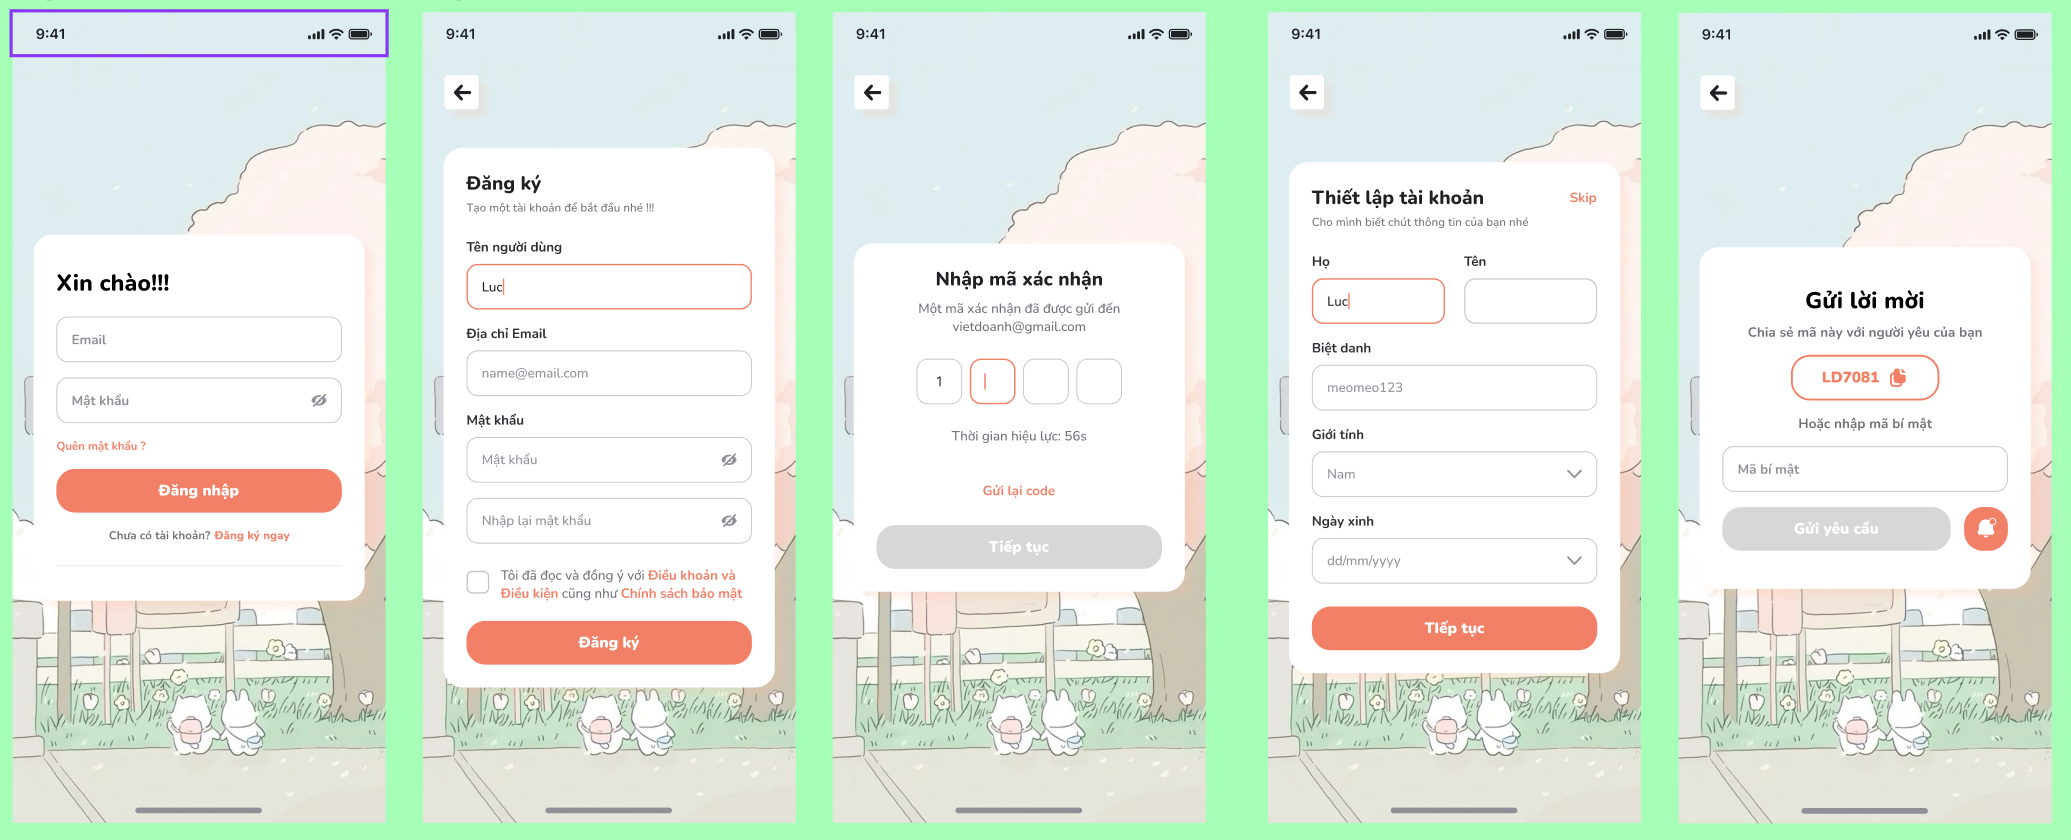 9:41
Xin chào!!!
Email
Mật khẩu
Quên mật khẩu ?
Đăng nhập
Chưa có tài khoản? Đăng ký ngay
9:41
Đăng ký
Tạo một tài khoản để bắt đầu nhé !!!
Tên người dùng
Luc
Địa chỉ Email
name@email.com
Mật khẩu
Mật khẩu
Nhập lại mật khẩu
Tôi đã đọc và đồng ý với Điều khoản và
Điều kiện cũng như Chính sách bảo mật
Đăng ký
9:41
Nhập mã xác nhận
Một mã xác nhận đã được gửi đến
vietdoanh@gmail.com
1
Thời gian hiệu lực: 56s
Gửi lại code
Tiếp tục
9:41
Thiết lập tài khoản
Skip
Cho mình biết chút thông tin của bạn nhé
Họ Tên
Luc
Biệt danh
meomeo123
Giới tính
Nam
Ngày xinh
dd/mm/yyyy
TIếp tục
9:41
Gửi lời mời
Chia sẻ mã này với người yêu của bạn
LD7081
Hoặc nhập mã bí mật
Mã bí mật
Gửi yêu cầu